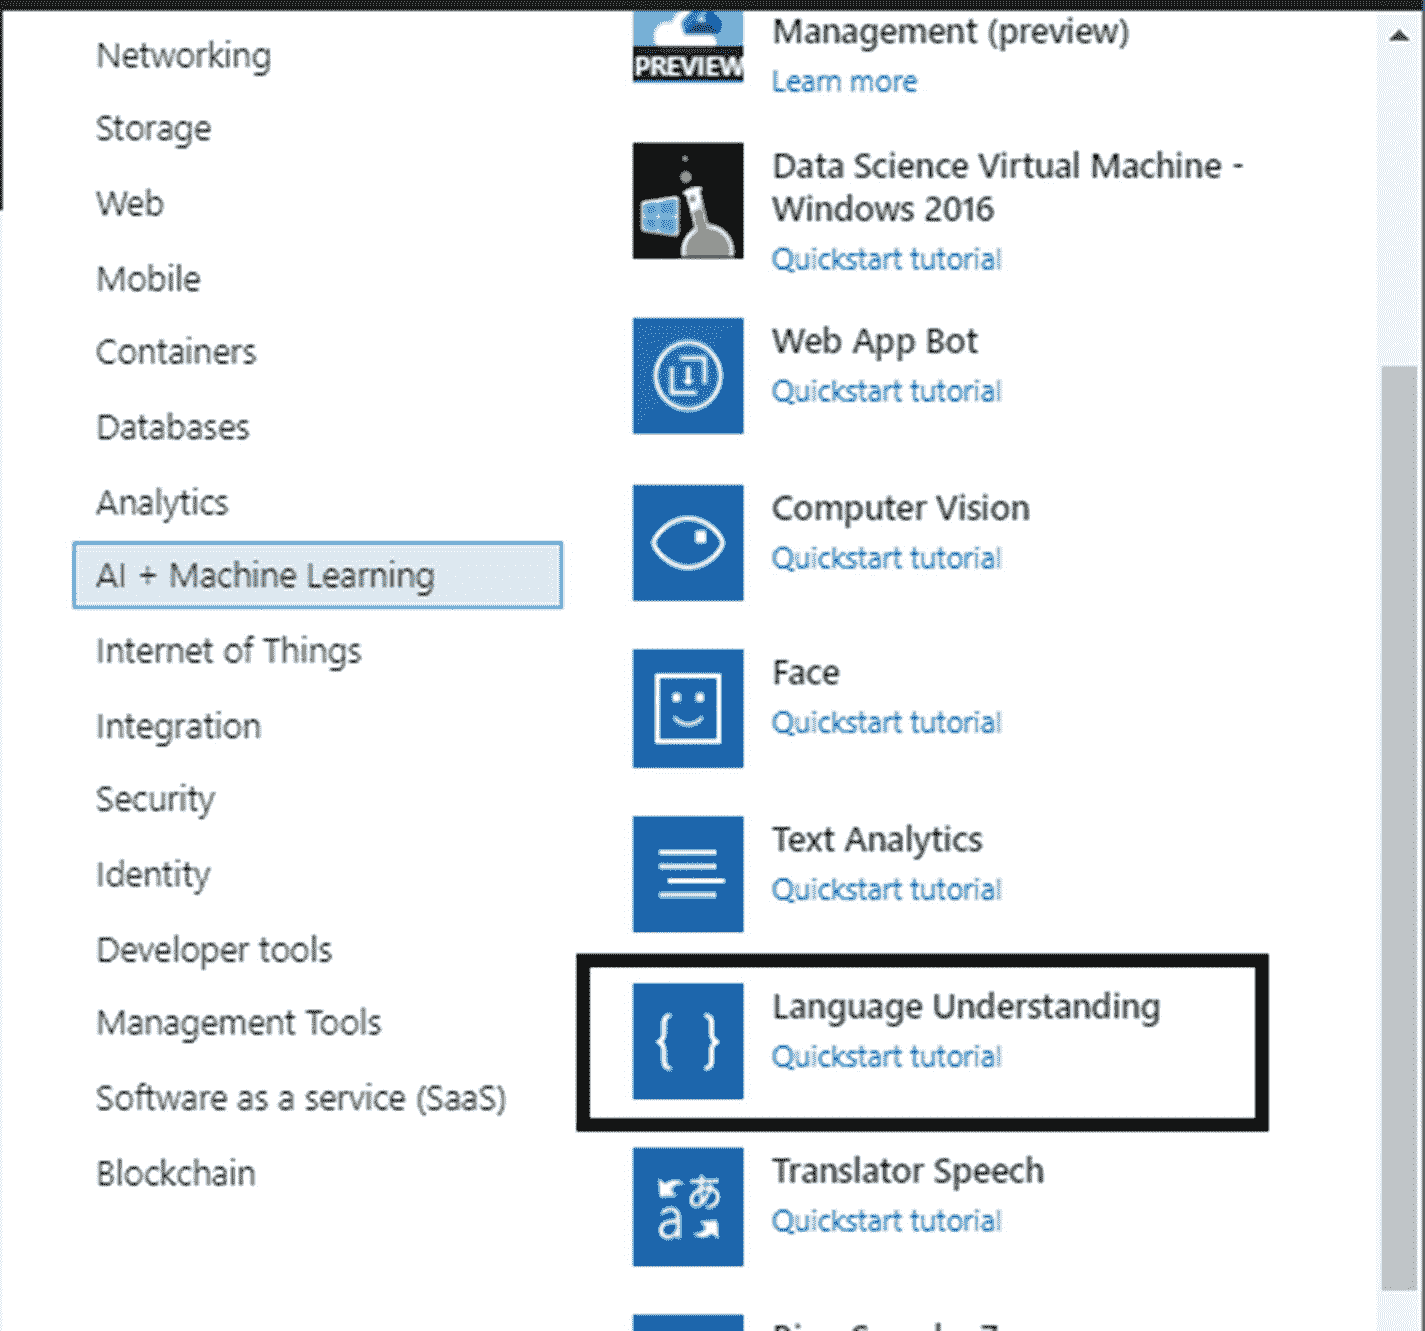 Networking
Storage
Web
Mobile
Containers
Databases
Analytics
AI + Machine Learning
Internet of Things
Integration
Security
Identity
Developer tools
Management Tools
Software as a service (SaaS)
Blockchain
PREVIEW
Management (preview)
Learn more
Data Science Virtual Machine -
Windows 2016
Quickstart tutorial
Web App Bot
Quickstart tutorial
Computer Vision
Quickstart tutorial
Face
Quickstart tutorial
Text Analytics
Quickstart tutorial
{ }
Language Understanding
Quickstart tutorial
あ
a
Translator Speech
Quickstart tutorial